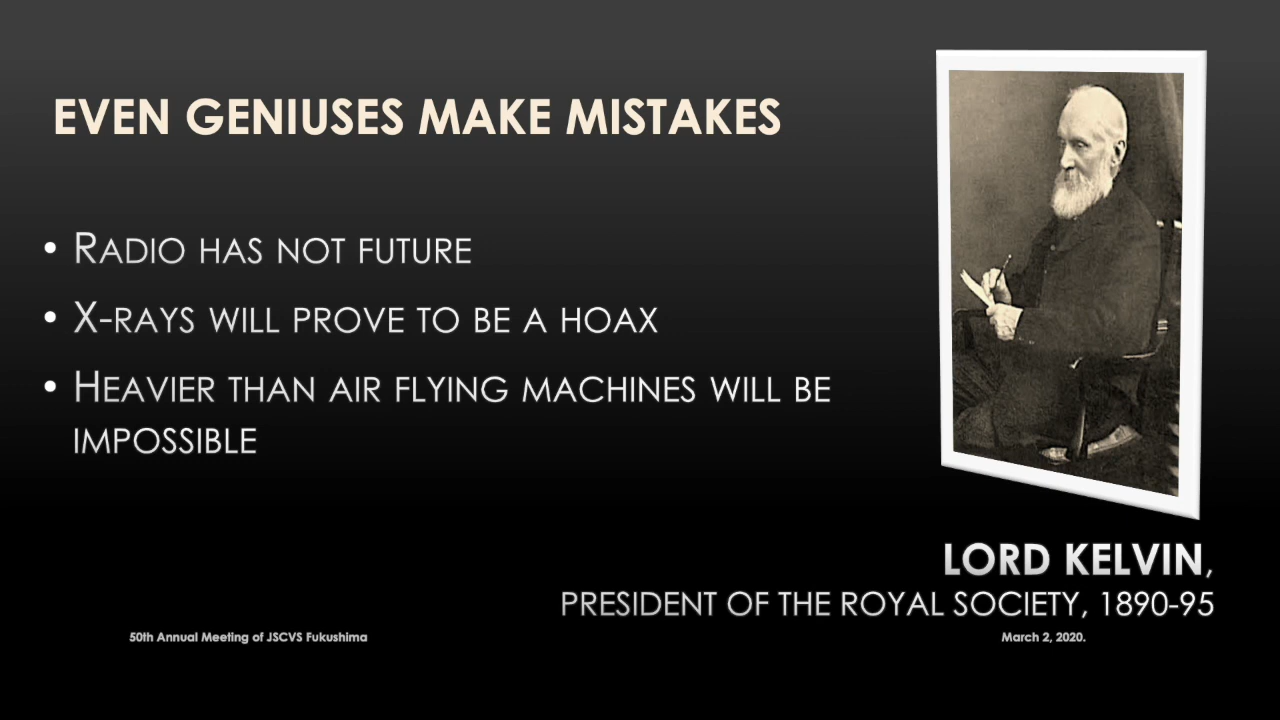 EVEN GENIUSES MAKE MISTAKES
• RADIO HAS NOT FUTURE
• X-RAYS WILL PROVE TO BE A HOAX
• HEAVIER THAN AIR FLYING MACHINES WILL BE
IMPOSSIBLE
LORD KELVIN,
PRESIDENT OF THE ROYAL SOCIETY, 1890-95
50th Annual Meeting of JSCVS Fukushima
March 2, 2020.